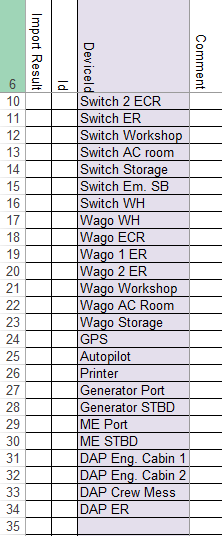 6 Import Result Id DeviceId Comment
10 Switch 2 ECR
11 Switch ER
12 Switch Workshop
13 Switch AC room
14 Switch Storage
15 Switch Em. SB
16 Switch WH
17 Wago WH
18 Wago ECR
19 Wago 1 ER
20 Wago 2 ER
21 Wago Workshop
22 Wago AC Room
23 Wago Storage
24 GPS
25 Autopilot
26 Printer
27 Generator Port
28 Generator STBD
29 ME Port
30 ME STBD
31 DAP Eng. Cabin 1
32 DAP Eng. Cabin 2
33 DAP Crew Mess
34 DAP ER
35